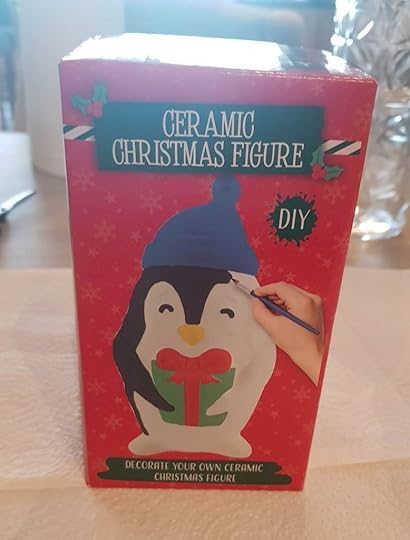 CERAMIC
CHRISTMAS FIGURE
DIY
DECORATE YOUR OWN CERAMIC
CHRISTMAS FIGURE